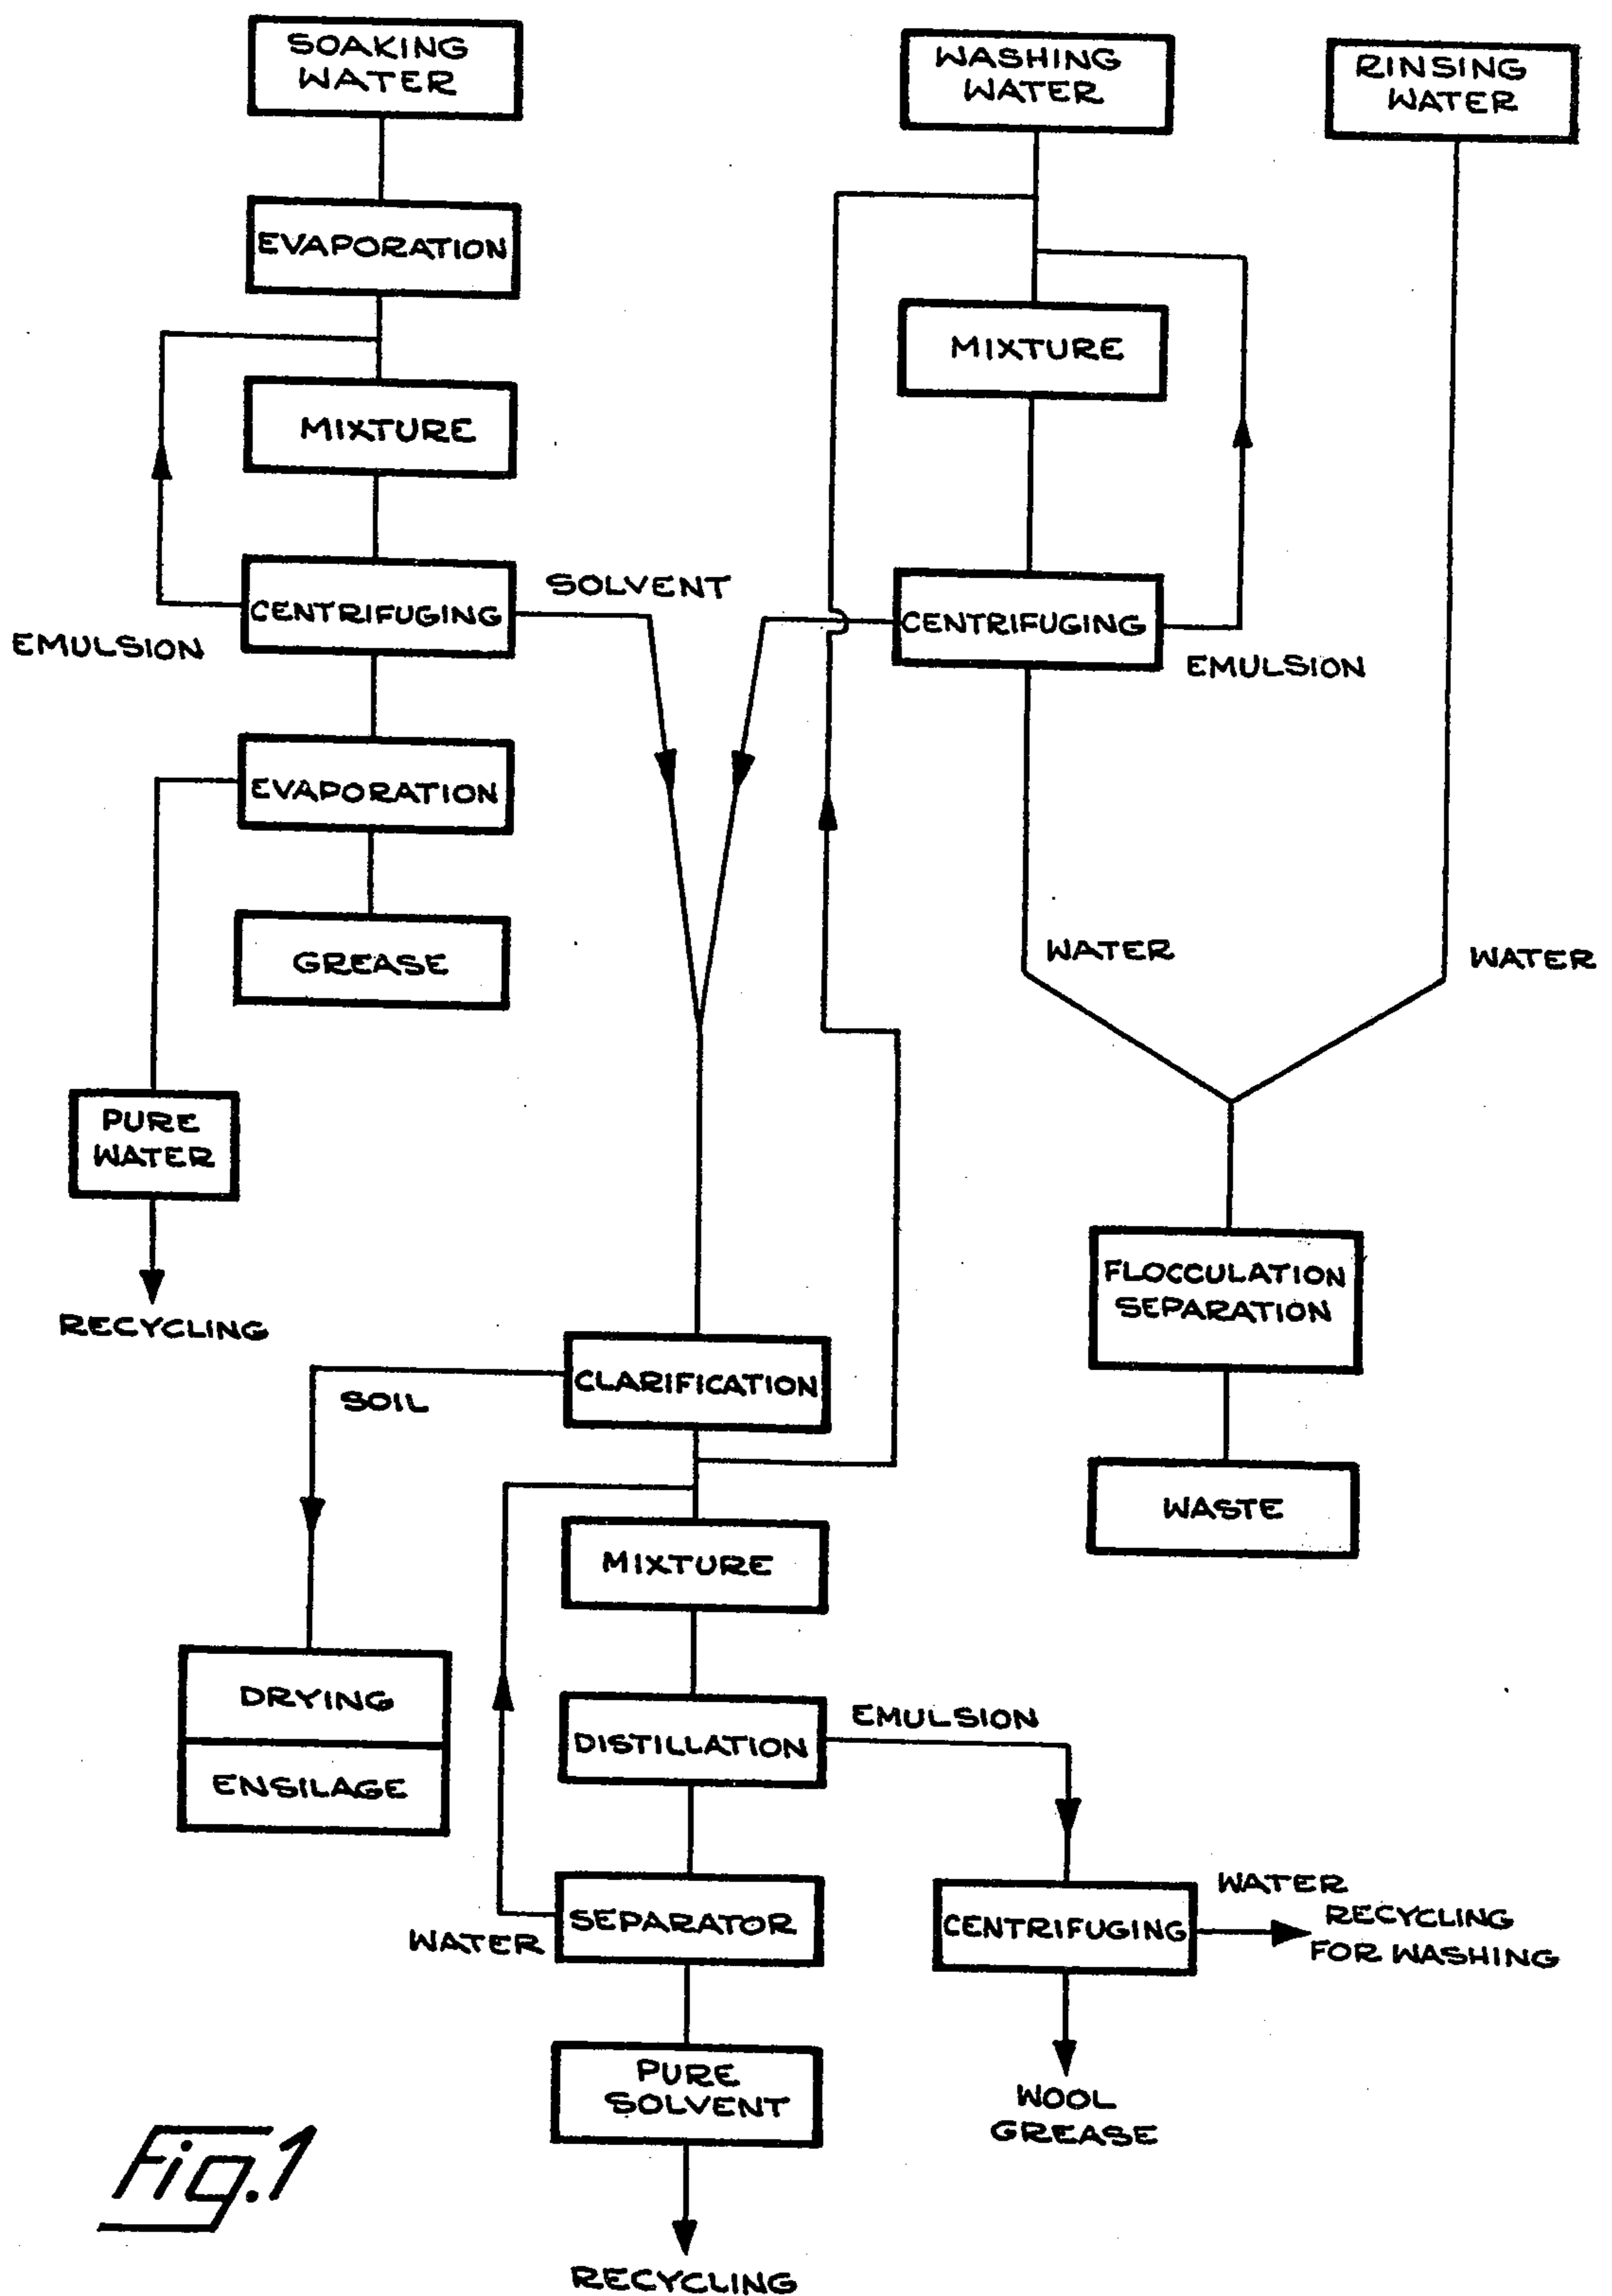 SOAKING
WATER
WASHING
WATER
RINSING
WATER
EVAPORATION
MIXTURE
MIXTURE
CENTRIFUGING
SOLVENT
EMULSION
CENTRIFUGING
EMULSION
EVAPORATION
GREASE
WATER
WATER
PURE
WATER
RECYCLING
FLOCCULATION
SEPARATION
CLARIFICATION
SOIL
WASTE
MIXTURE
DRYING
ENSILAGE
DISTILLATION
EMULSION
SEPARATOR
WATER
CENTRIFUGING
WATER
RECYCLING
FOR WASHING
PURE
SOLVENT
WOOL
GREASE
RECYCLING
Fig.1